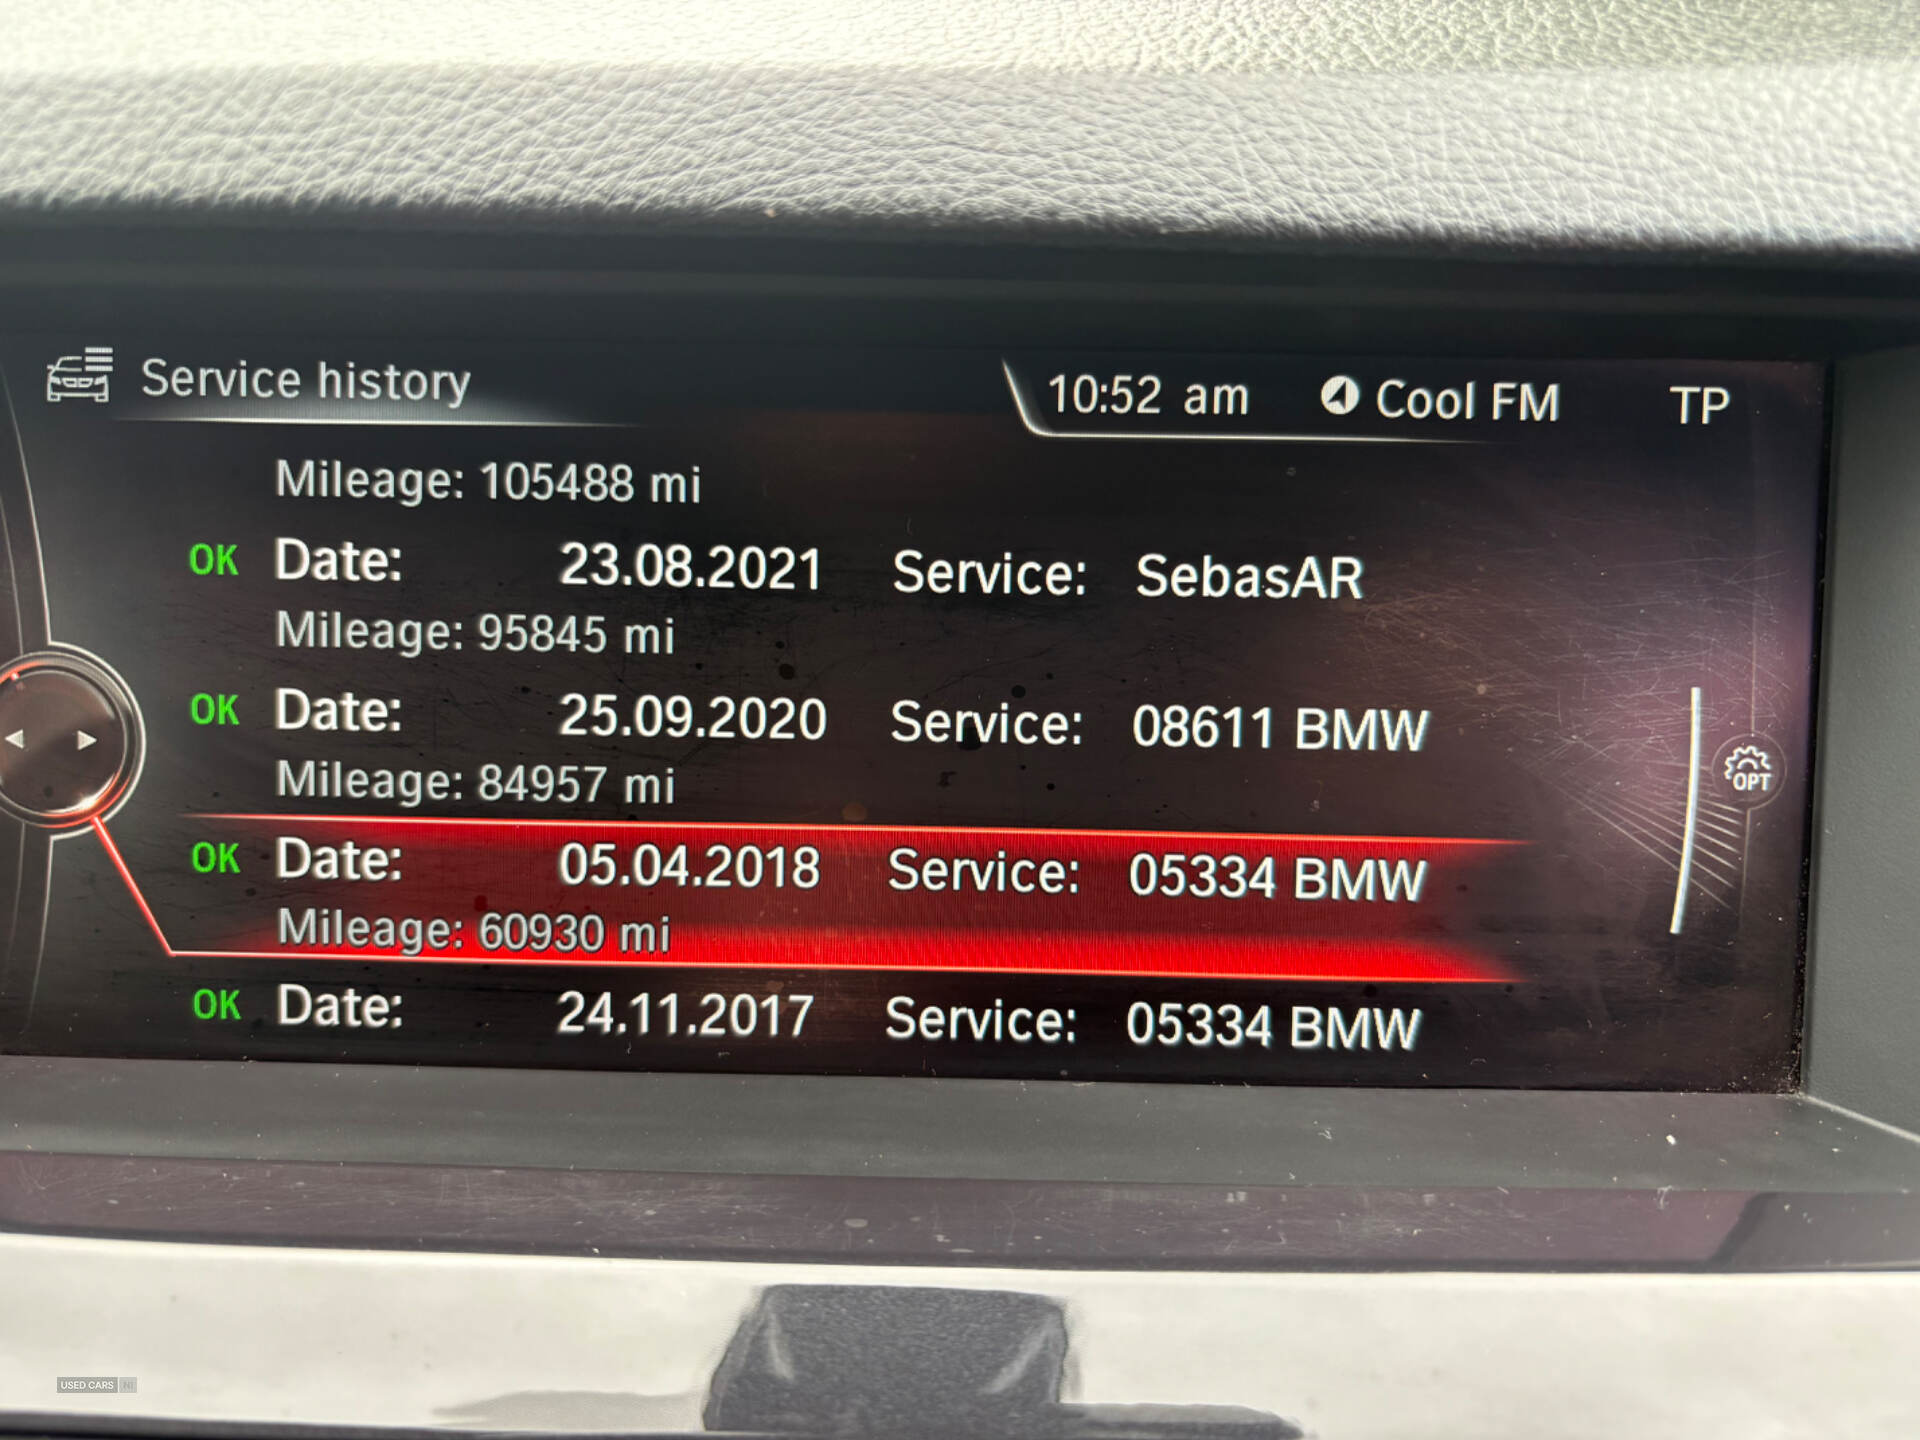 Service history
10:52 am Cool FM TP
Mileage: 105488 mi
OK Date: 23.08.2021 Service: SebasAR
Mileage: 95845 mi
OK Date: 25.09.2020 Service: 08611 BMW
Mileage: 84957 mi
OPT
OK Date: 05.04.2018 Service: 05334 BMW
Mileage: 60930 mi
OK Date: 24.11.2017 Service: 05334 BMW
USED CARS NI